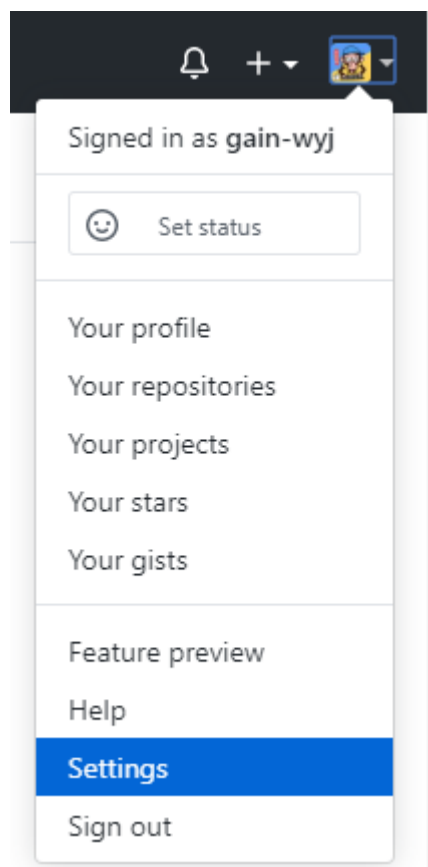 Signed in as gain-wyj
Set status
Your profile
Your repositories
Your projects
Your stars
Your gists
Feature preview
Help
Settings
Sign out